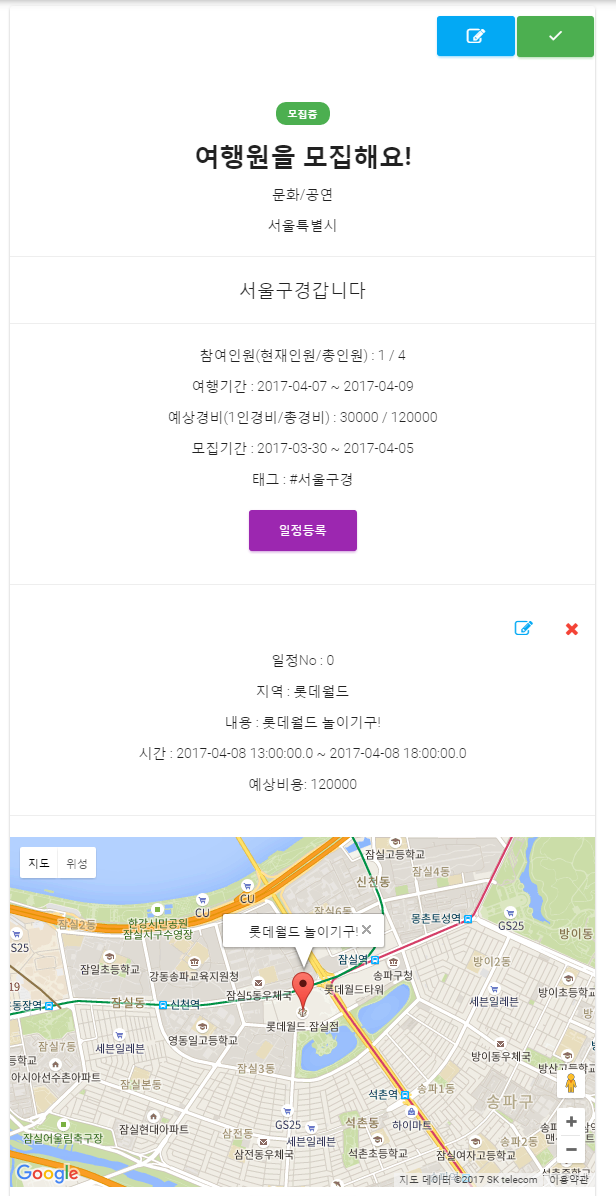 모집중
여행원을 모집해요!
문화/공연
서울특별시
서울구경갑니다
참여인원(현재인원/총인원) : 1 / 4
여행기간 : 2017-04-07 ~ 2017-04-09
예상경비(1인경비/총경비) : 30000 / 120000
모집기간 : 2017-03-30 ~ 2017-04-05
태그 : #서울구경
일정등록
일정No : 0
지역 : 롯데월드
내용 : 롯데월드 놀이기구!
시간 : 2017-04-08 13:00:00.0 ~ 2017-04-08 18:00:00.0
예상비용: 120000
지도 위성
잠실고등학교
신천동
잠실4동
CU
CU
한강시민공원
잠실지구수영장
잠실2동
잠실6동
몽촌토성역
GS25
방이동
GS25
롯데월드 놀이기구!
잠실역
송파구청
방이2동
잠일초등학교
강동송파교육지원청
잠실5동우체국
롯데월드타워
세븐일레븐
방이초등학교
동장역
잠실동
신천역
롯데월드 잠실점
영동일고등학교
세븐일레븐
잠실7동
방이동우체국
방산고등학교
아시아선수촌아파트
잠실3동
잠실본동
석촌역
송파1동
송파구
GS25
하이마트
석촌동
잠실현대아파트
삼전동
세븐일레븐
잠실어울림축구장
삼전동우체국
석촌초등학교
잠실여자고등학교
송파2동
Google
지도 데이터 ©2017 SK telecom
이용약관